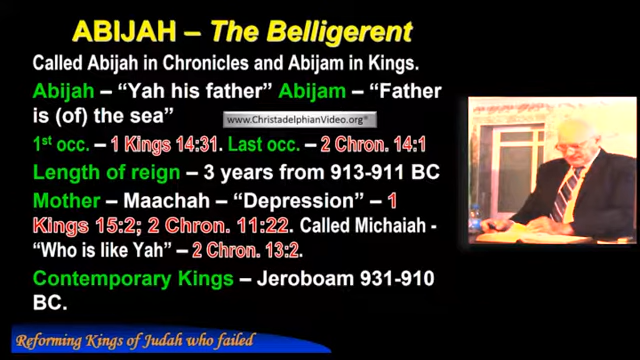 ABIJAH – The Belligerent
Called Abijah in Chronicles and Abijam in Kings.
Abijah – “Yah his father” Abijam – “Father
is (of) the sea”
www.ChristadelphianVideo.org®
1st occ. – 1 Kings 14:31. Last occ. – 2 Chron. 14:1
Length of reign – 3 years from 913-911 BC
Mother – Maachah – “Depression” – 1
Kings 15:2; 2 Chron. 11:22. Called Michaiah -
“Who is like Yah” – 2 Chron. 13:2.
Contemporary Kings – Jeroboam 931-910
BC.
Reforming Kings of Judah who failed